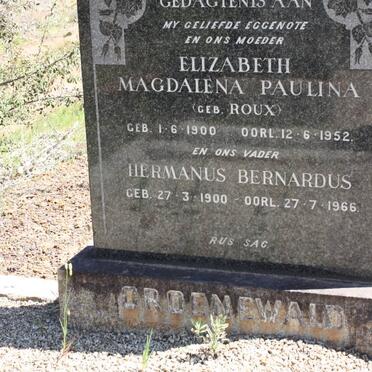 GEDAGTENIS AAN
MY GELIEFDE EGGENOTE
EN ONS MOEDER
ELIZABETH
MAGDALENA PAULINA
(GEB. ROUX)
GEB. 1-6-1900 OORL. 12-6-1952.
EN ONS VADER
HERMANUS BERNARDUS
GEB. 27-3-1900 - OORL. 27-7-1966.
RUS SAG
GROENEWALD